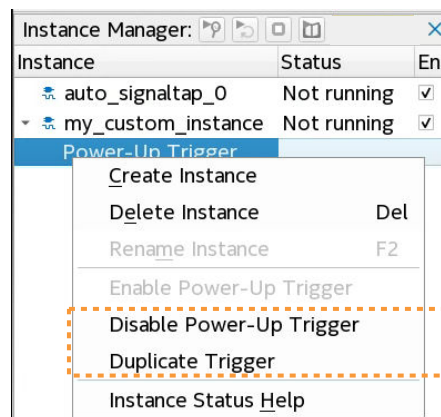 Instance Manager:
Instance Status En
auto_signaltap_0 Not running
my_custom_instance Not running
Power-Up Trigger
Create Instance
Delete Instance Del
Rename Instance F2
Enable Power-Up Trigger
Disable Power-Up Trigger
Duplicate Trigger
Instance Status Help